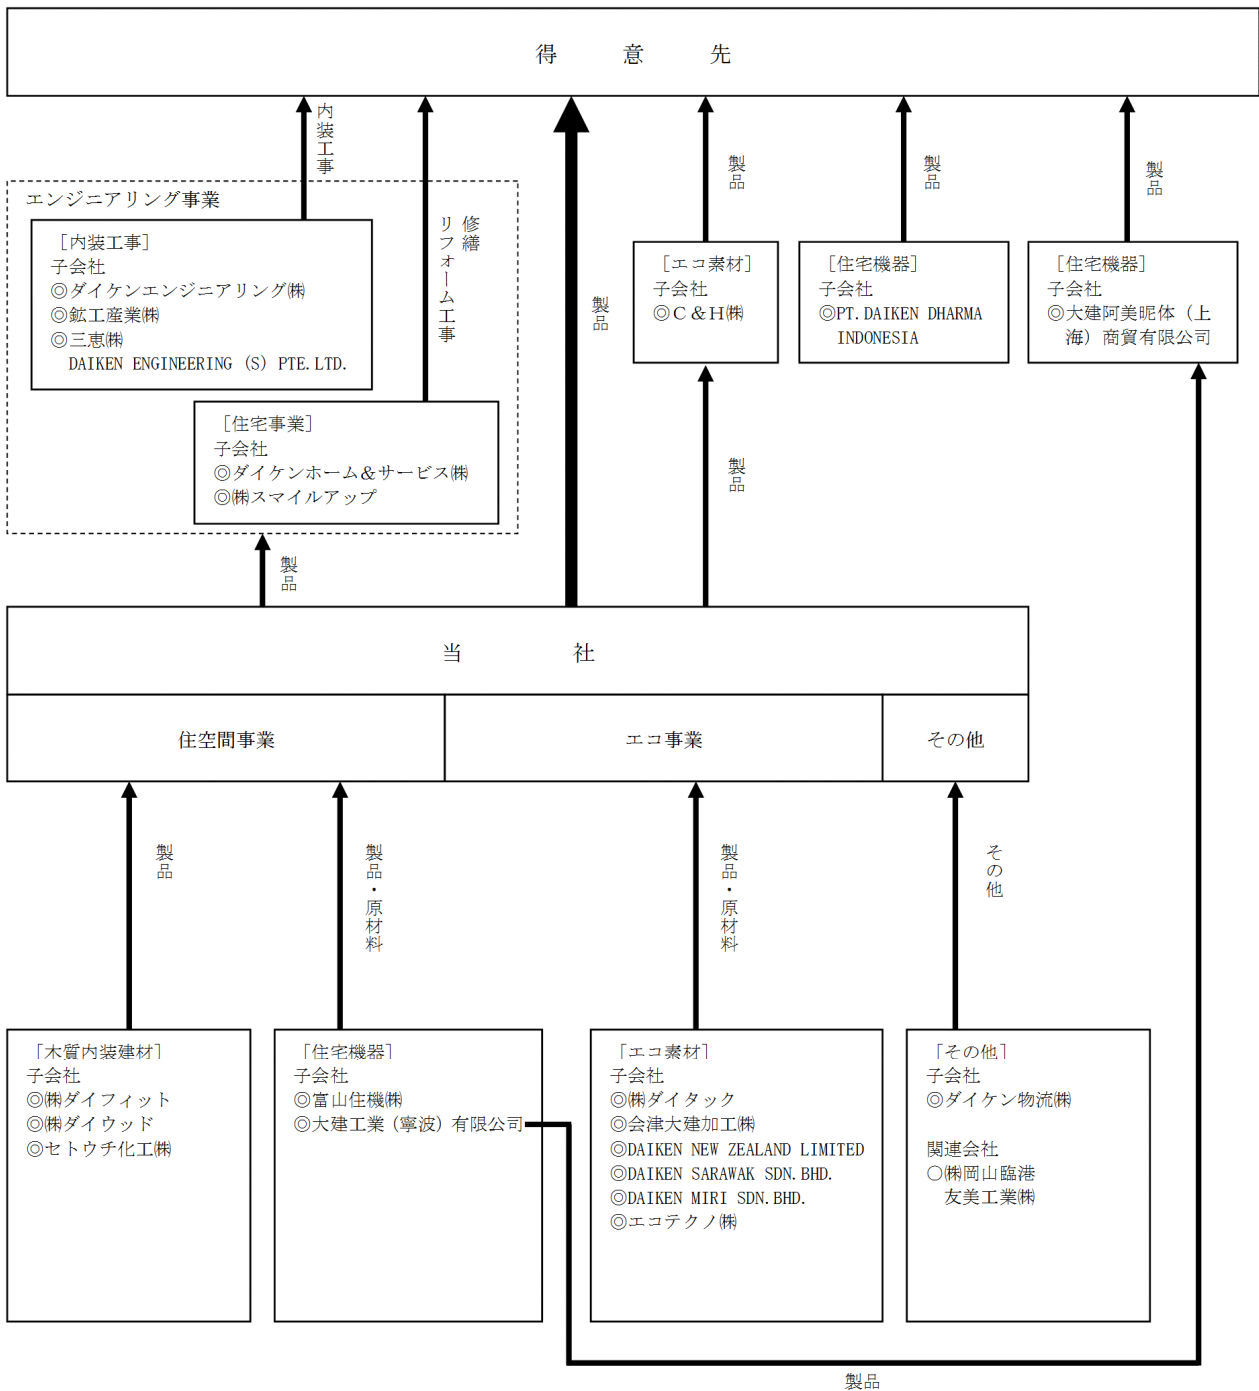 得意先
内装工事
修繕
リフォーム工事
製品
製品
製品
製品
エンジニアリング事業
［内装工事］
子会社
◎ダイケンエンジニアリング㈱
◎鉱工産業㈱
◎三恵㈱
DAIKEN ENGINEERING (S) PTE.LTD.
［住宅事業］
子会社
◎ダイケンホーム＆サービス㈱
◎㈱スマイルアップ
［エコ素材］
子会社
◎Ｃ＆Ｈ㈱
［住宅機器］
子会社
◎PT.DAIKEN DHARMA
INDONESIA
［住宅機器］
子会社
◎大建阿美昵体（上
海）商貿有限公司
製品
製品
当社
住空間事業
エコ事業
その他
製品
製品・原材料
製品・原材料
その他
［木質内装建材］
子会社
◎㈱ダイフィット
◎㈱ダイウッド
◎セトウチ化工㈱
［住宅機器］
子会社
◎富山住機㈱
◎大建工業（寧波）有限公司
［エコ素材］
子会社
◎㈱ダイタック
◎会津大建加工㈱
◎DAIKEN NEW ZEALAND LIMITED
◎DAIKEN SARAWAK SDN.BHD.
◎DAIKEN MIRI SDN.BHD.
◎エコテクノ㈱
［その他］
子会社
◎ダイケン物流㈱
関連会社
○㈱岡山臨港
友美工業㈱
製品